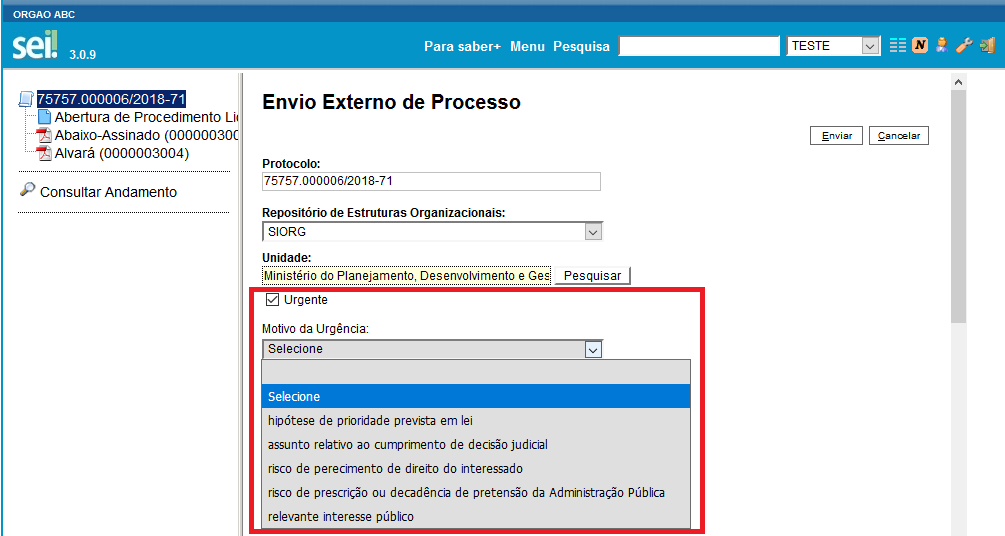 ORGAO ABC
sei! 3.0.9
Para saber+ Menu Pesquisa TESTE
N
75757.000006/2018-71
Abertura de Procedimento Lic
Abaixo-Assinado (000000300
Alvará (0000003004)
Consultar Andamento
Envio Externo de Processo
Enviar Cancelar
Protocolo:
75757.000006/2018-71
Repositório de Estruturas Organizacionais:
SIORG
Unidade:
Ministério do Planejamento, Desenvolvimento e Ges Pesquisar
Urgente
Motivo da Urgência:
Selecione
Selecione
hipótese de prioridade prevista em lei
assunto relativo ao cumprimento de decisão judicial
risco de perecimento de direito do interessado
risco de prescrição ou decadência de pretensão da Administração Pública
relevante interesse público